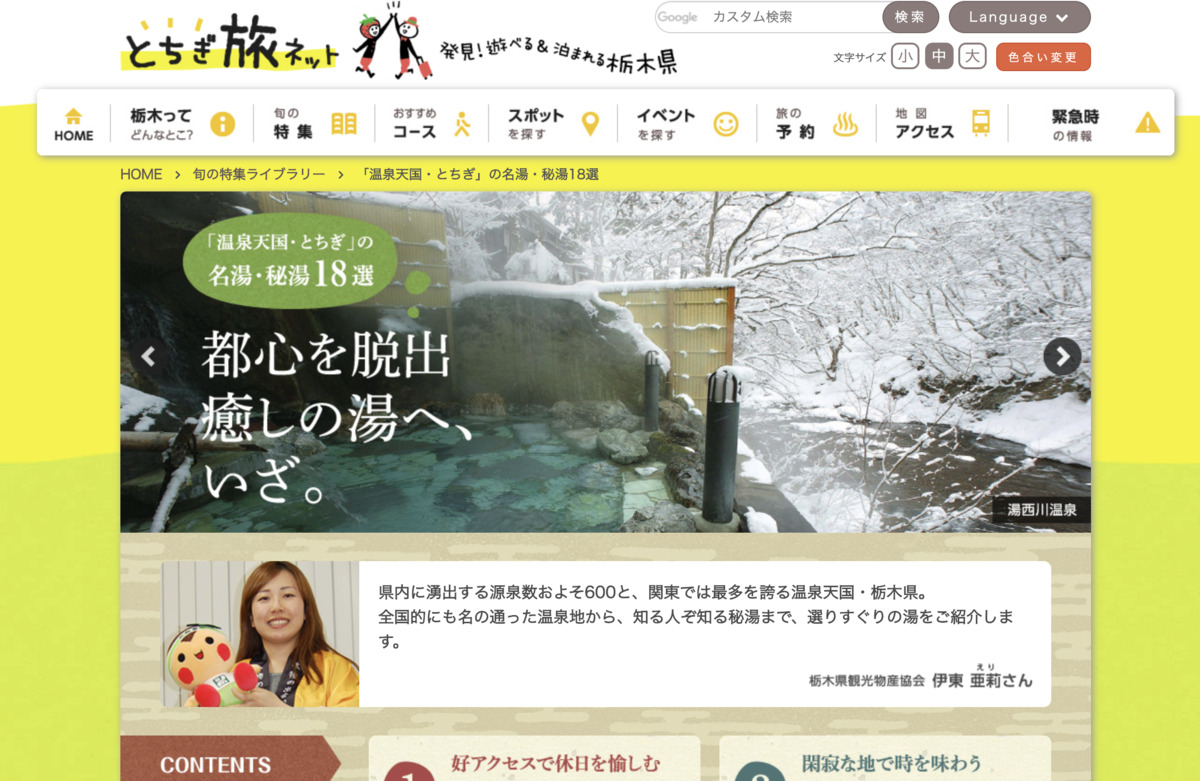 とちぎ旅ネット
発見!遊べる&泊まれる栃木県
Google カスタム検索
検索
Language
文字サイズ 小 中 大
色合い変更
HOME
栃木って
どんなとこ?
旬の
特集
おすすめ
コース
スポット
を探す
イベント
を探す
旅の
予約
地図
アクセス
緊急時
の情報
HOME > 旬の特集ライブラリー > 「温泉天国・とちぎ」の名湯・秘湯18選
「温泉天国・とちぎ」の
名湯・秘湯18選
都心を脱出
癒しの湯へ、
いざ。
湯西川温泉
県内に湧出する源泉数およそ600と、関東では最多を誇る温泉天国・栃木県。
全国的にも名の通った温泉地から、知る人ぞ知る秘湯まで、選りすぐりの湯をご紹介しま
す。
えり
栃木県観光物産協会 伊東 亜莉さん
CONTENTS
1 好アクセスで休日を愉しむ
2 閑寂な地で時を味わう